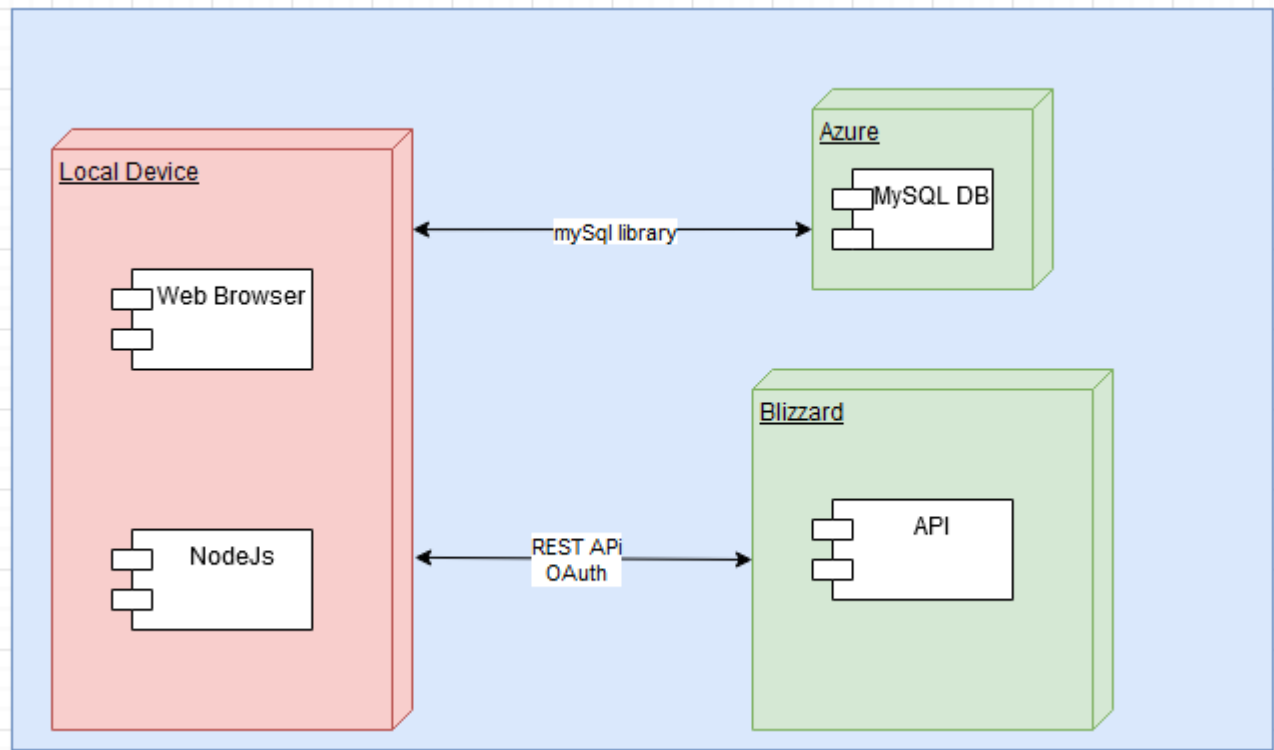 Local Device
Web Browser
NodeJs
mySql library
Azure
MySQL DB
REST APi
OAuth
Blizzard
API